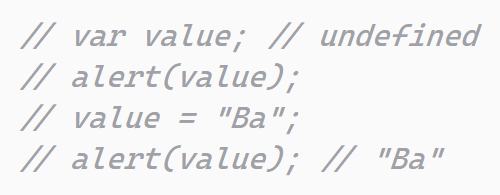 // var value; // undefined
// alert(value);
// value = "Ba";
// alert(value); // "Ba"